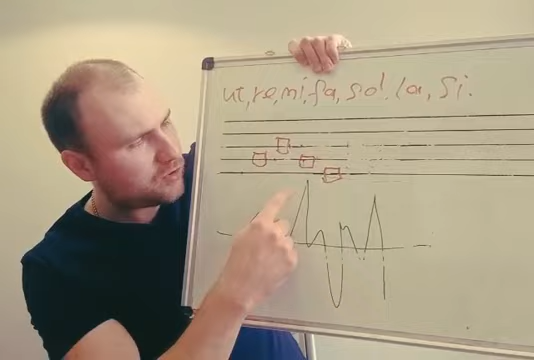 ut, re, mi, fa, sol, la, si.